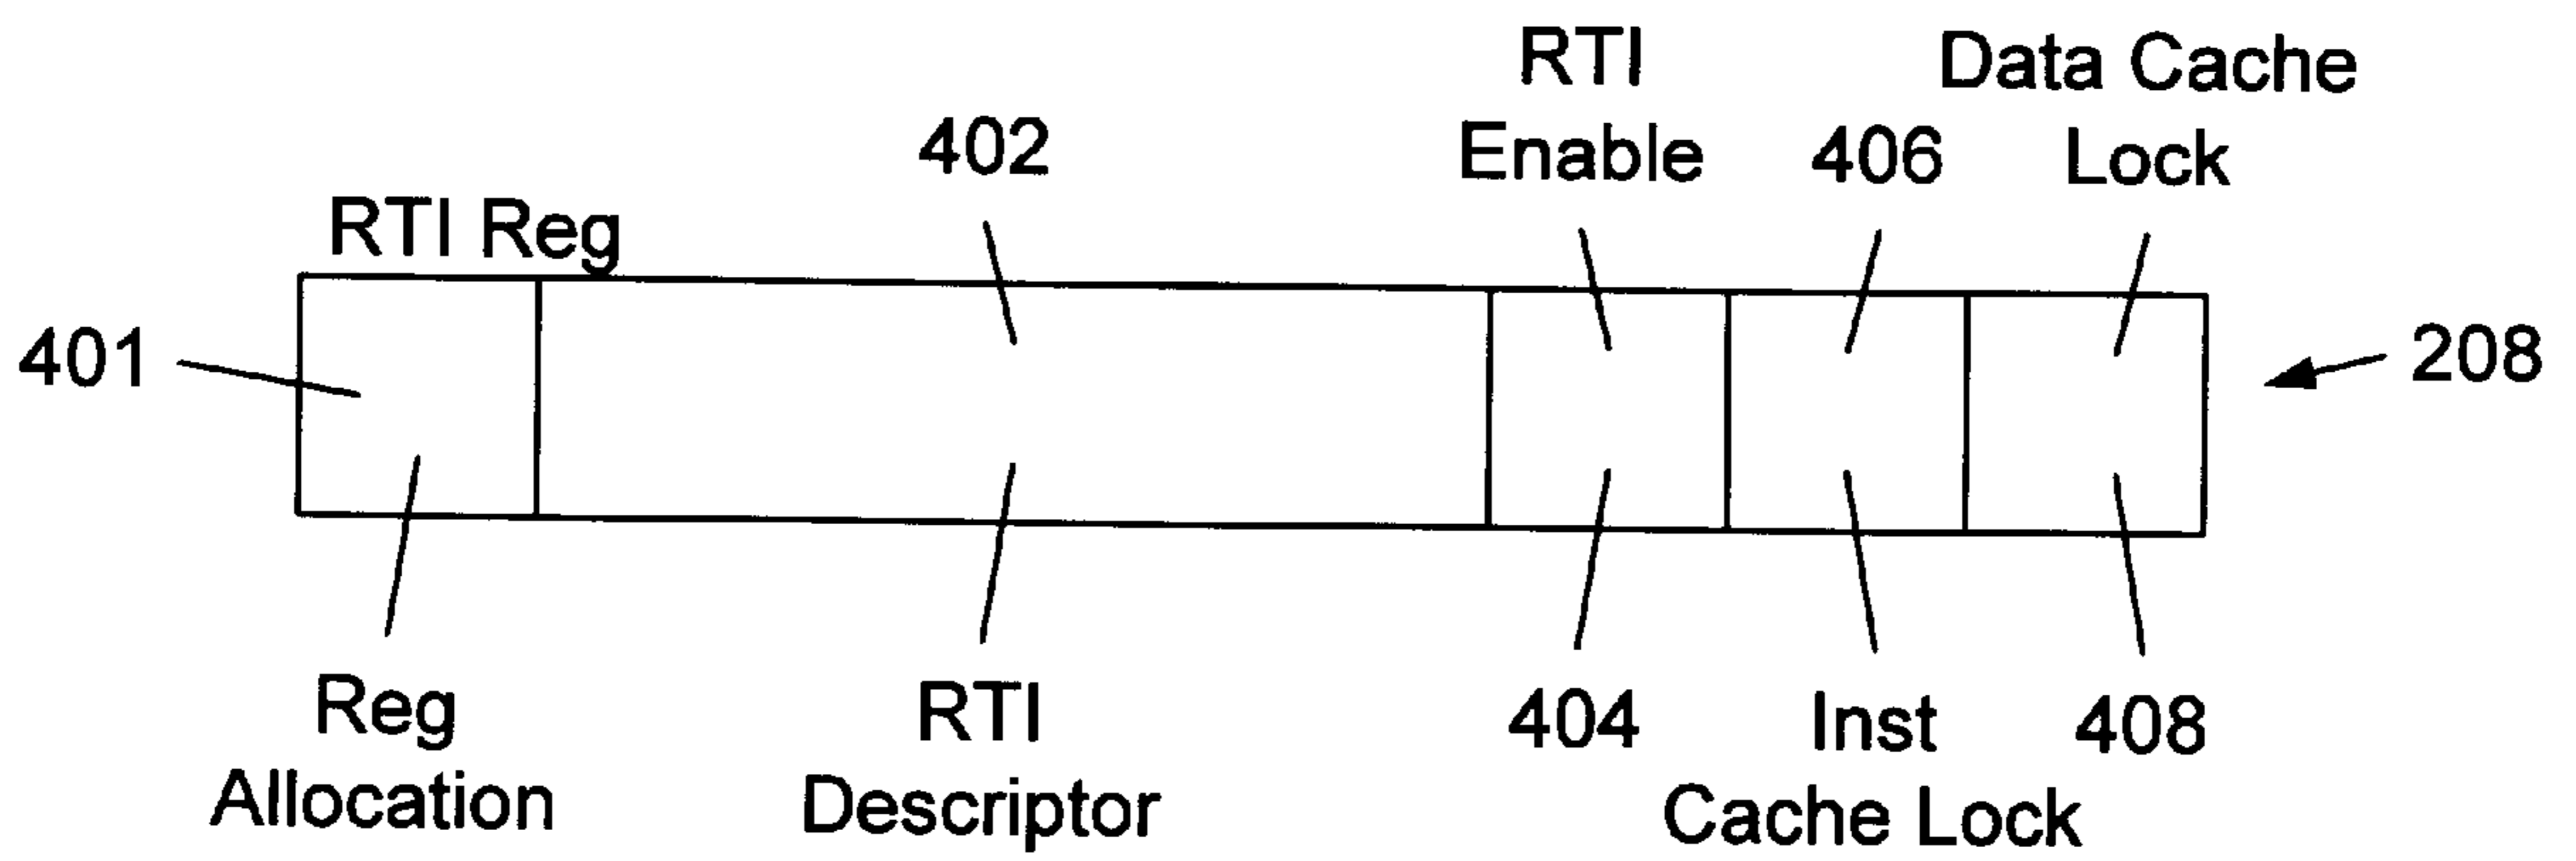 RTI
Enable
Data Cache
Lock
402
406
RTI Reg
401
208
Reg
Allocation
RTI
Descriptor
404
Inst
Cache Lock
408